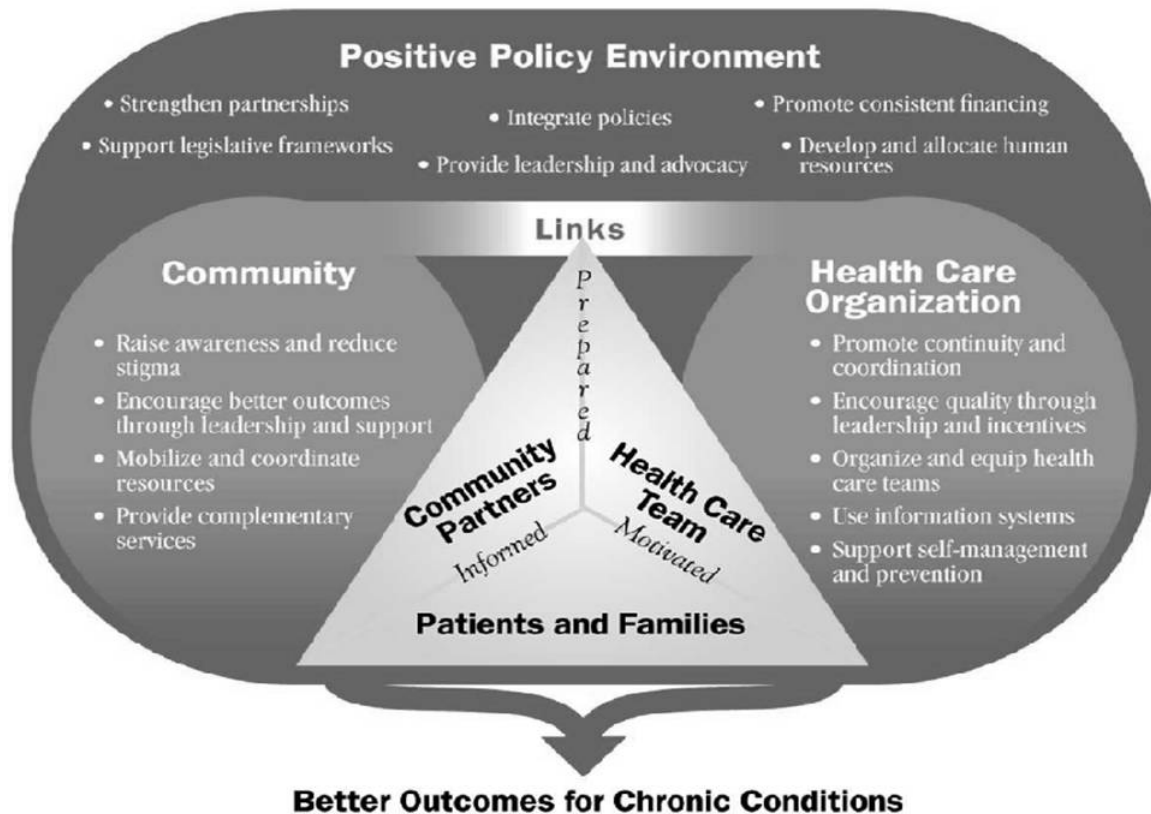 Positive Policy Environment
• Strengthen partnerships
• Support legislative frameworks
• Integrate policies
• Provide leadership and advocacy
• Promote consistent financing
• Develop and allocate human
resources
Links
Community
• Raise awareness and reduce
stigma
• Encourage better outcomes
through leadership and support
• Mobilize and coordinate
resources
• Provide complementary
services
Prepared
Community
Partners
Informed
Health Care
Team
Motivated
Patients and Families
Health Care
Organization
• Promote continuity and
coordination
• Encourage quality through
leadership and incentives
• Organize and equip health
care teams
• Use information systems
• Support self-management
and prevention
Better Outcomes for Chronic Conditions